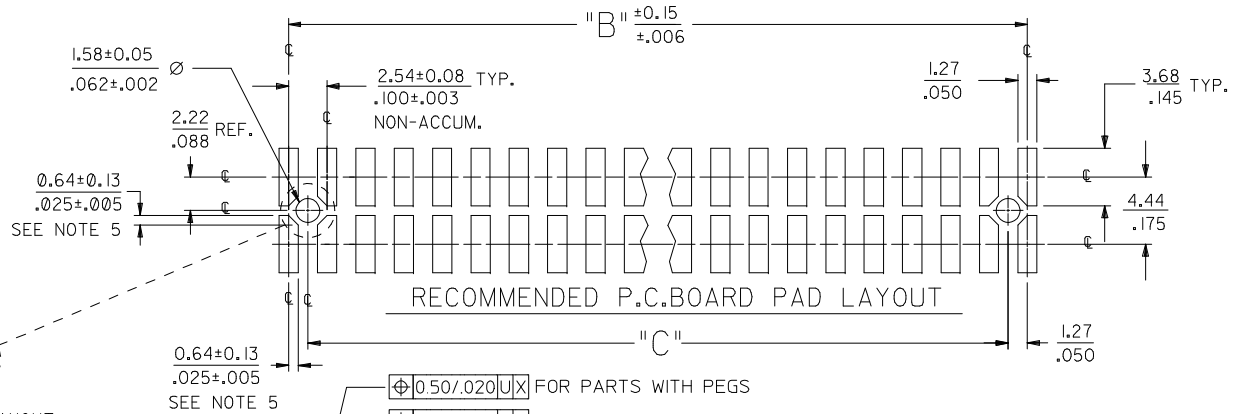 "B" ±0.15
±.006
℄
℄
1.58±0.05
.062±.002 Ø
2.54±0.08 TYP.
.100±.003
NON-ACCUM.
1.27
.050
3.68 TYP.
.145
℄
2.22 REF.
.088
℄
℄
0.64±0.13
.025±.005
SEE NOTE 5
℄
4.44
.175
℄
℄ ℄
RECOMMENDED P.C.BOARD PAD LAYOUT
"C"
1.27
.050
0.64±0.13
.025±.005
SEE NOTE 5
⌖ 0.50/.020 U X FOR PARTS WITH PEGS